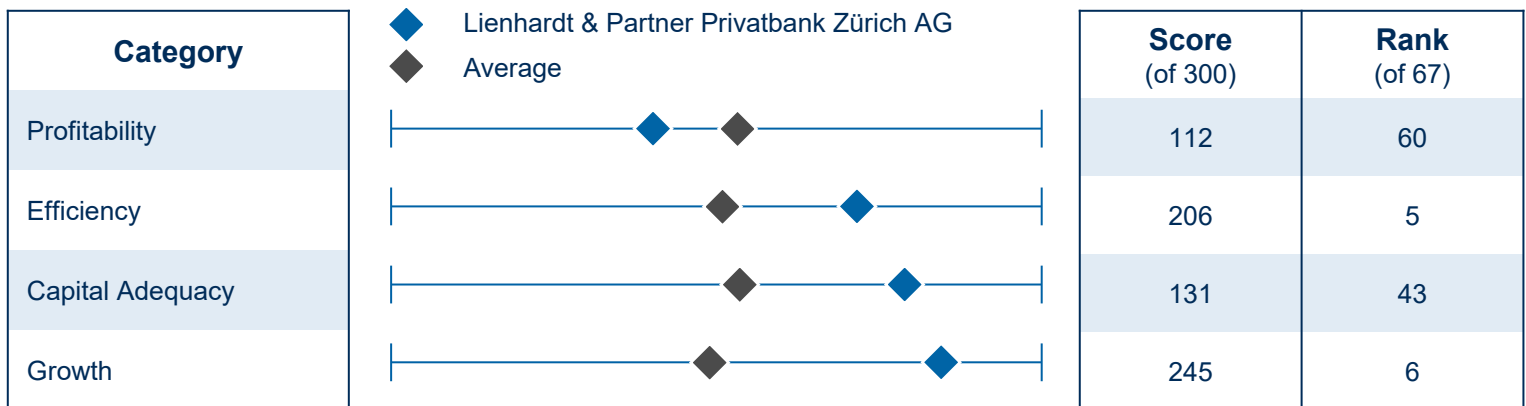 Category
Lienhardt & Partner Privatbank Zürich AG
Average
Score
(of 300)
Rank
(of 67)
Profitability
112
60
Efficiency
206
5
Capital Adequacy
131
43
Growth
245
6